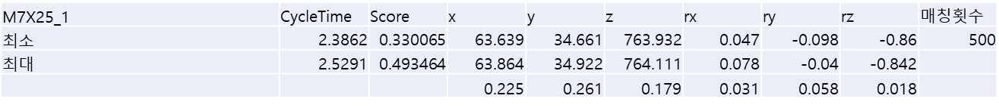 M7X25_1 CycleTime Score x y z rx ry rz 매칭횟수
최소 2.3862 0.330065 63.639 34.661 763.932 0.047 -0.098 -0.86 500
최대 2.5291 0.493464 63.864 34.922 764.111 0.078 -0.04 -0.842
0.225 0.261 0.179 0.031 0.058 0.018